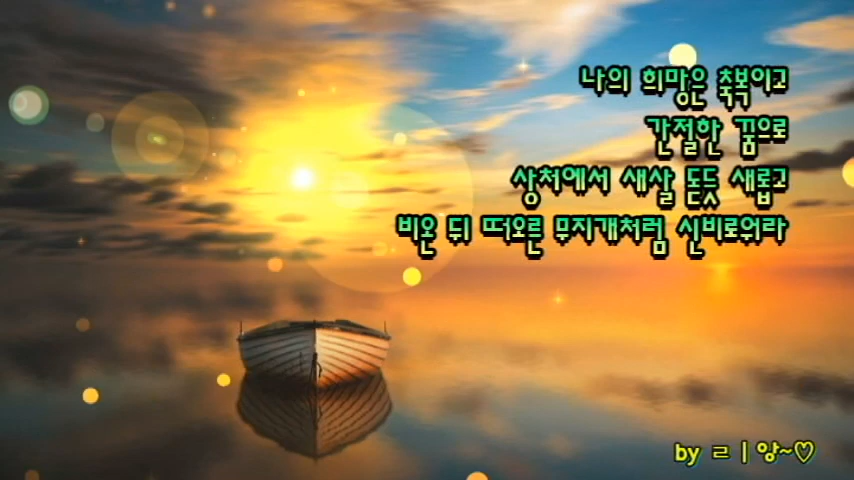 나의 희망은 축복이고
간절한 꿈으로
상처에서 새살 돋듯 새롭고
비온 뒤 떠오른 무지개처럼 신비로워라
by ㄹㅣ앙~♡